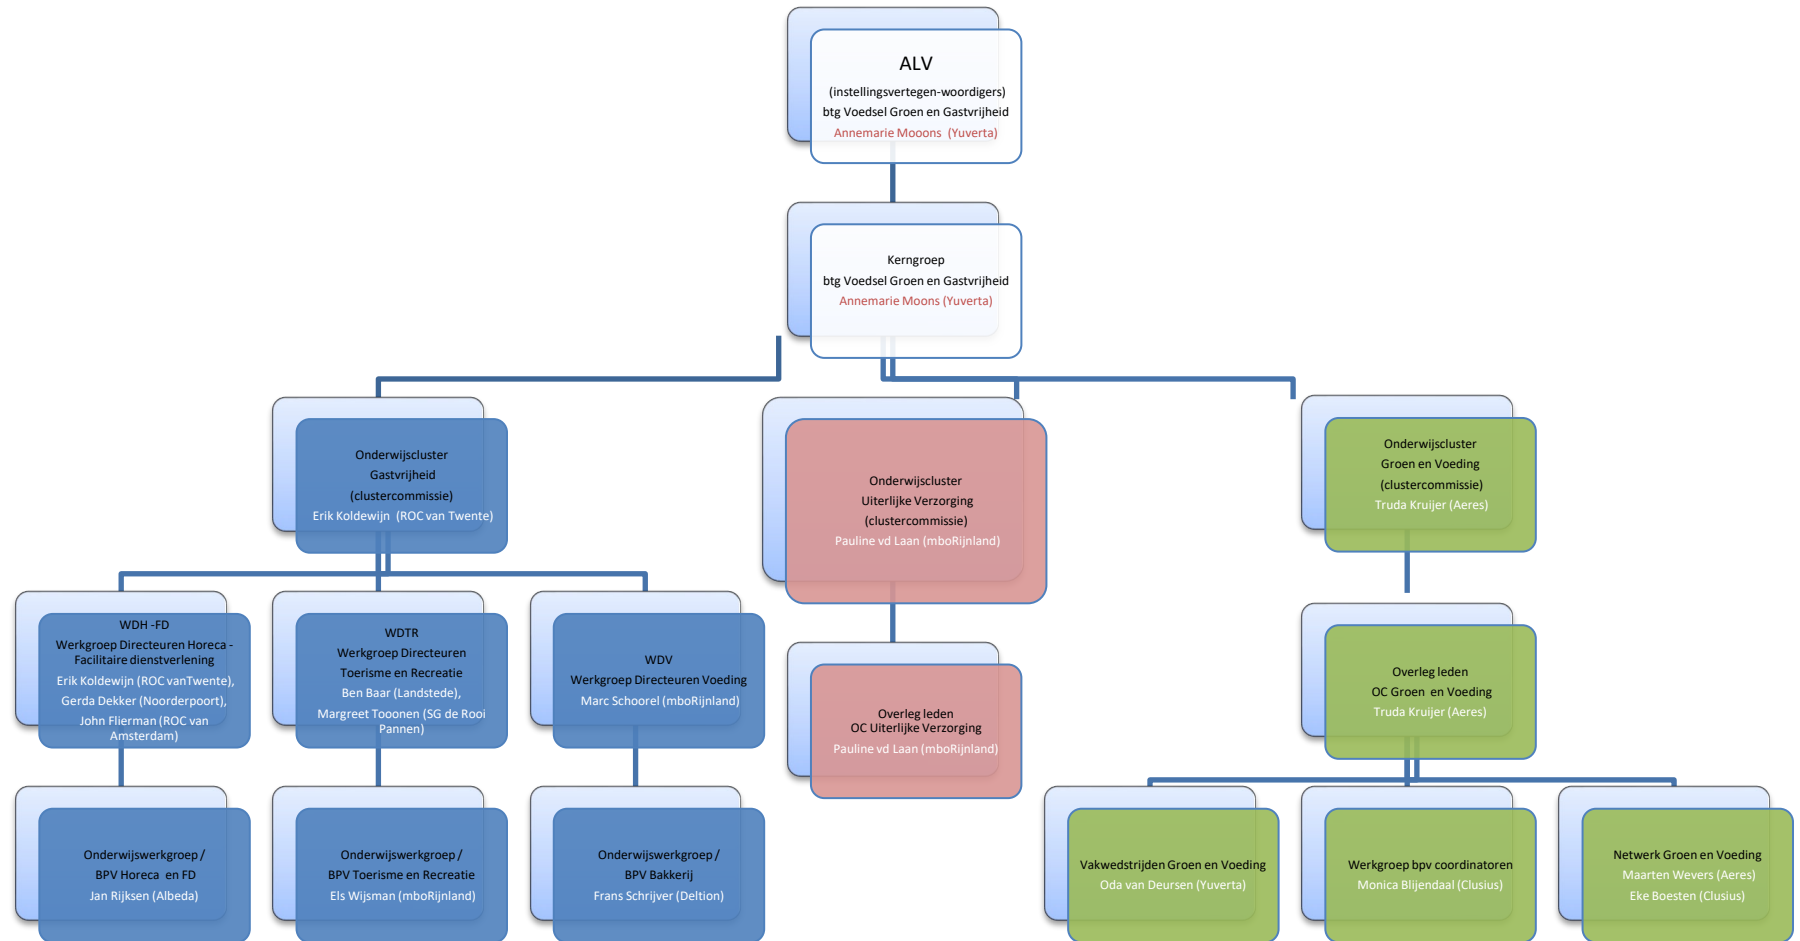 ALV
(instellingsvertegen-woordigers)
btg Voedsel Groen en Gastvrijheid
Annemarie Mooons (Yuverta)
Kerngroep
btg Voedsel Groen en Gastvrijheid
Annemarie Moons (Yuverta)
Onderwijscluster
Gastvrijheid
(clustercommissie)
Erik Koldewijn (ROC van Twente)
Onderwijscluster
Uiterlijke Verzorging
(clustercommissie)
Pauline vd Laan (mboRijnland)
Onderwijscluster
Groen en Voeding
(clustercommissie)
Truda Kruijer (Aeres)
WDH -FD
Werkgroep Directeuren Horeca -
Facilitaire dienstverlening
Erik Koldewijn (ROC vanTwente),
Gerda Dekker (Noorderpoort),
John Flierman (ROC van
Amsterdam)
WDTR
Werkgroep Directeuren
Toerisme en Recreatie
Ben Baar (Landstede),
Margreet Tooonen (SG de Rooi
Pannen)
WDV
Werkgroep Directeuren Voeding
Marc Schoorel (mboRijnland)
Overleg leden
OC Uiterlijke Verzorging
Pauline vd Laan (mboRijnland)
Overleg leden
OC Groen en Voeding
Truda Kruijer (Aeres)
Onderwijswerkgroep /
BPV Horeca en FD
Jan Rijksen (Albeda)
Onderwijswerkgroep /
BPV Toerisme en Recreatie
Els Wijsman (mboRijnland)
Onderwijswerkgroep /
BPV Bakkerij
Frans Schrijver (Deltion)
Vakwedstrijden Groen en Voeding
Oda van Deursen (Yuverta)
Werkgroep bpv coordinatoren
Monica Blijendaal (Clusius)
Netwerk Groen en Voeding
Maarten Wevers (Aeres)
Eke Boesten (Clusius)